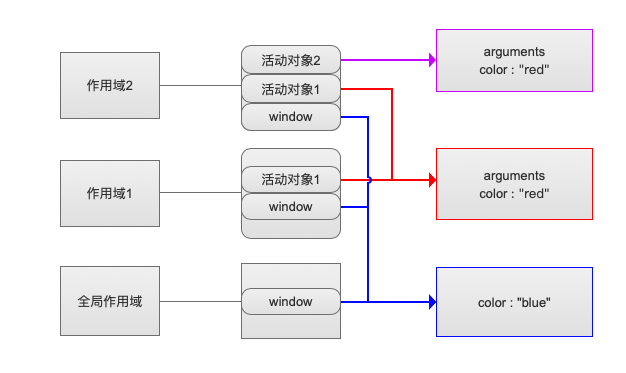 作用域2
活动对象2
活动对象1
window
arguments
color : "red"
作用域1
活动对象1
window
arguments
color : "red"
全局作用域
window
color : "blue"